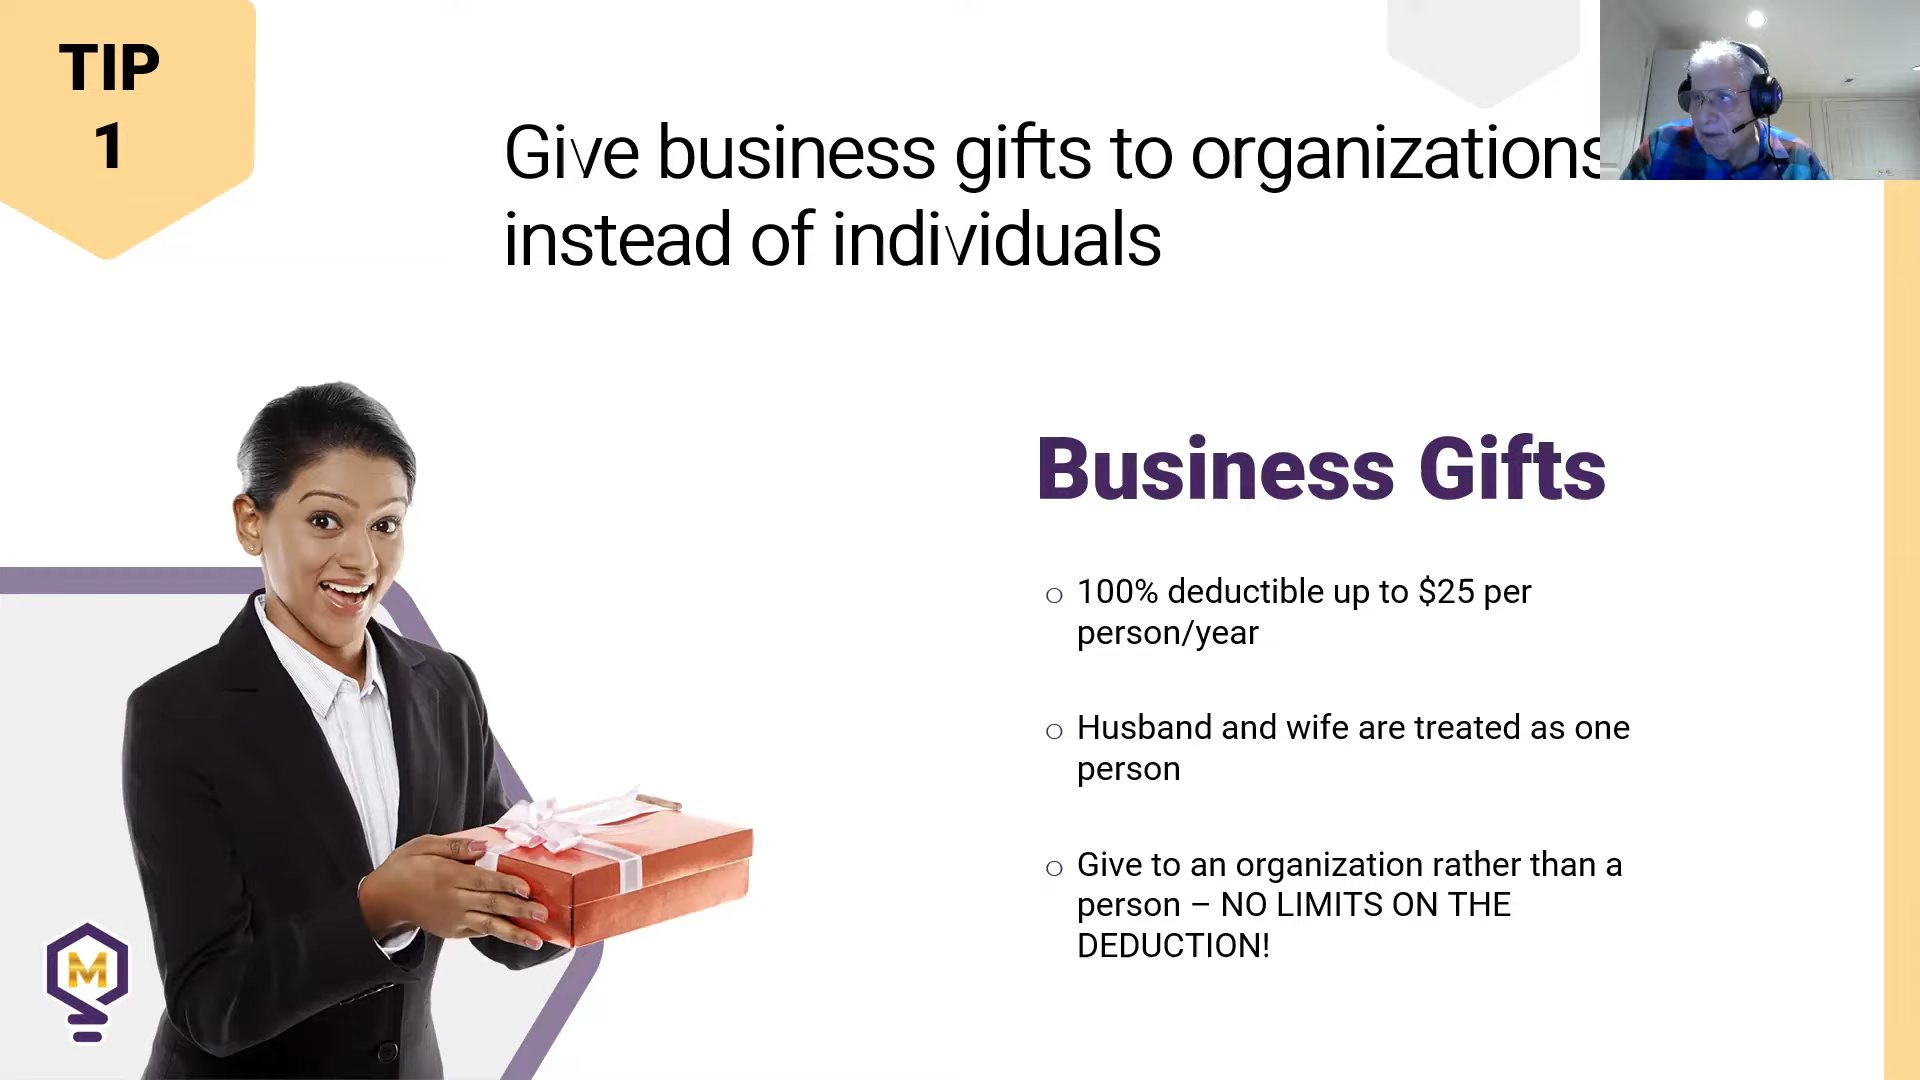 TIP
1
Give business gifts to organizations
instead of individuals
Business Gifts
100% deductible up to $25 per
person/year
Husband and wife are treated as one
person
Give to an organization rather than a
person – NO LIMITS ON THE
DEDUCTION!
M